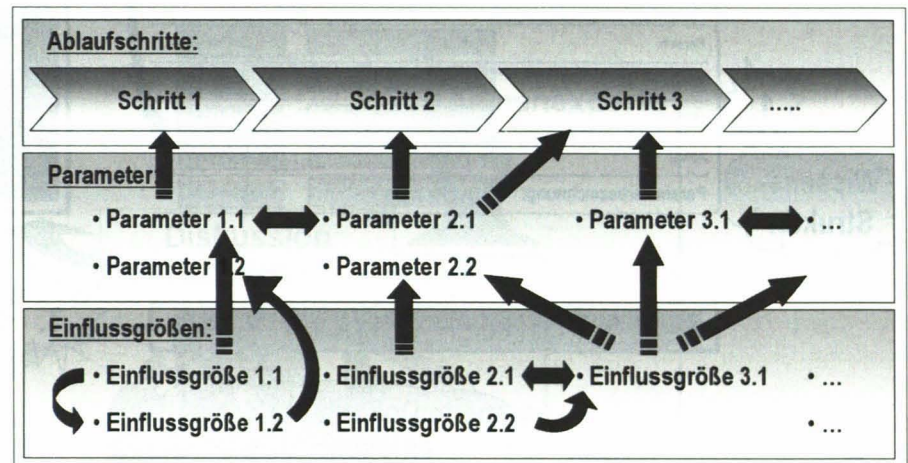 Ablaufschritte:
Schritt 1 Schritt 2 Schritt 3 .....
Parameter:
• Parameter 1.1 • Parameter 2.1 • Parameter 3.1 • ...
• Parameter 1.2 • Parameter 2.2
Einflussgrößen:
• Einflussgröße 1.1 • Einflussgröße 2.1 • Einflussgröße 3.1 • ...
• Einflussgröße 1.2 • Einflussgröße 2.2 • ...